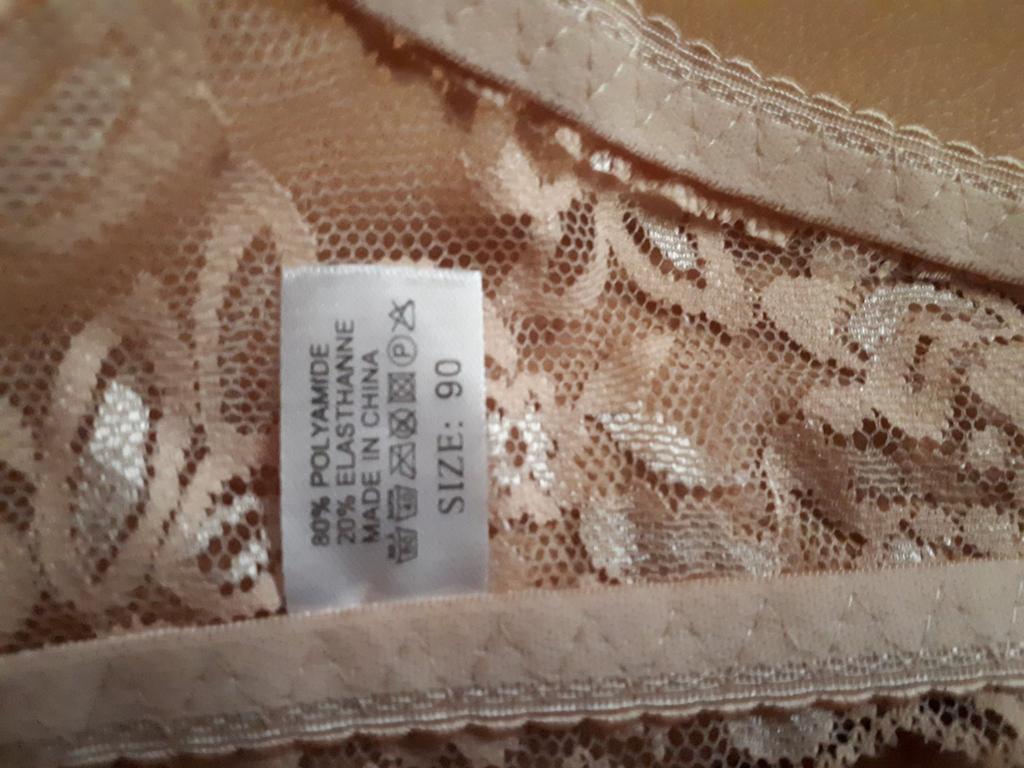 80% POLYAMIDE
20% ELASTHANNE
MADE IN CHINA
P
SIZE: 90